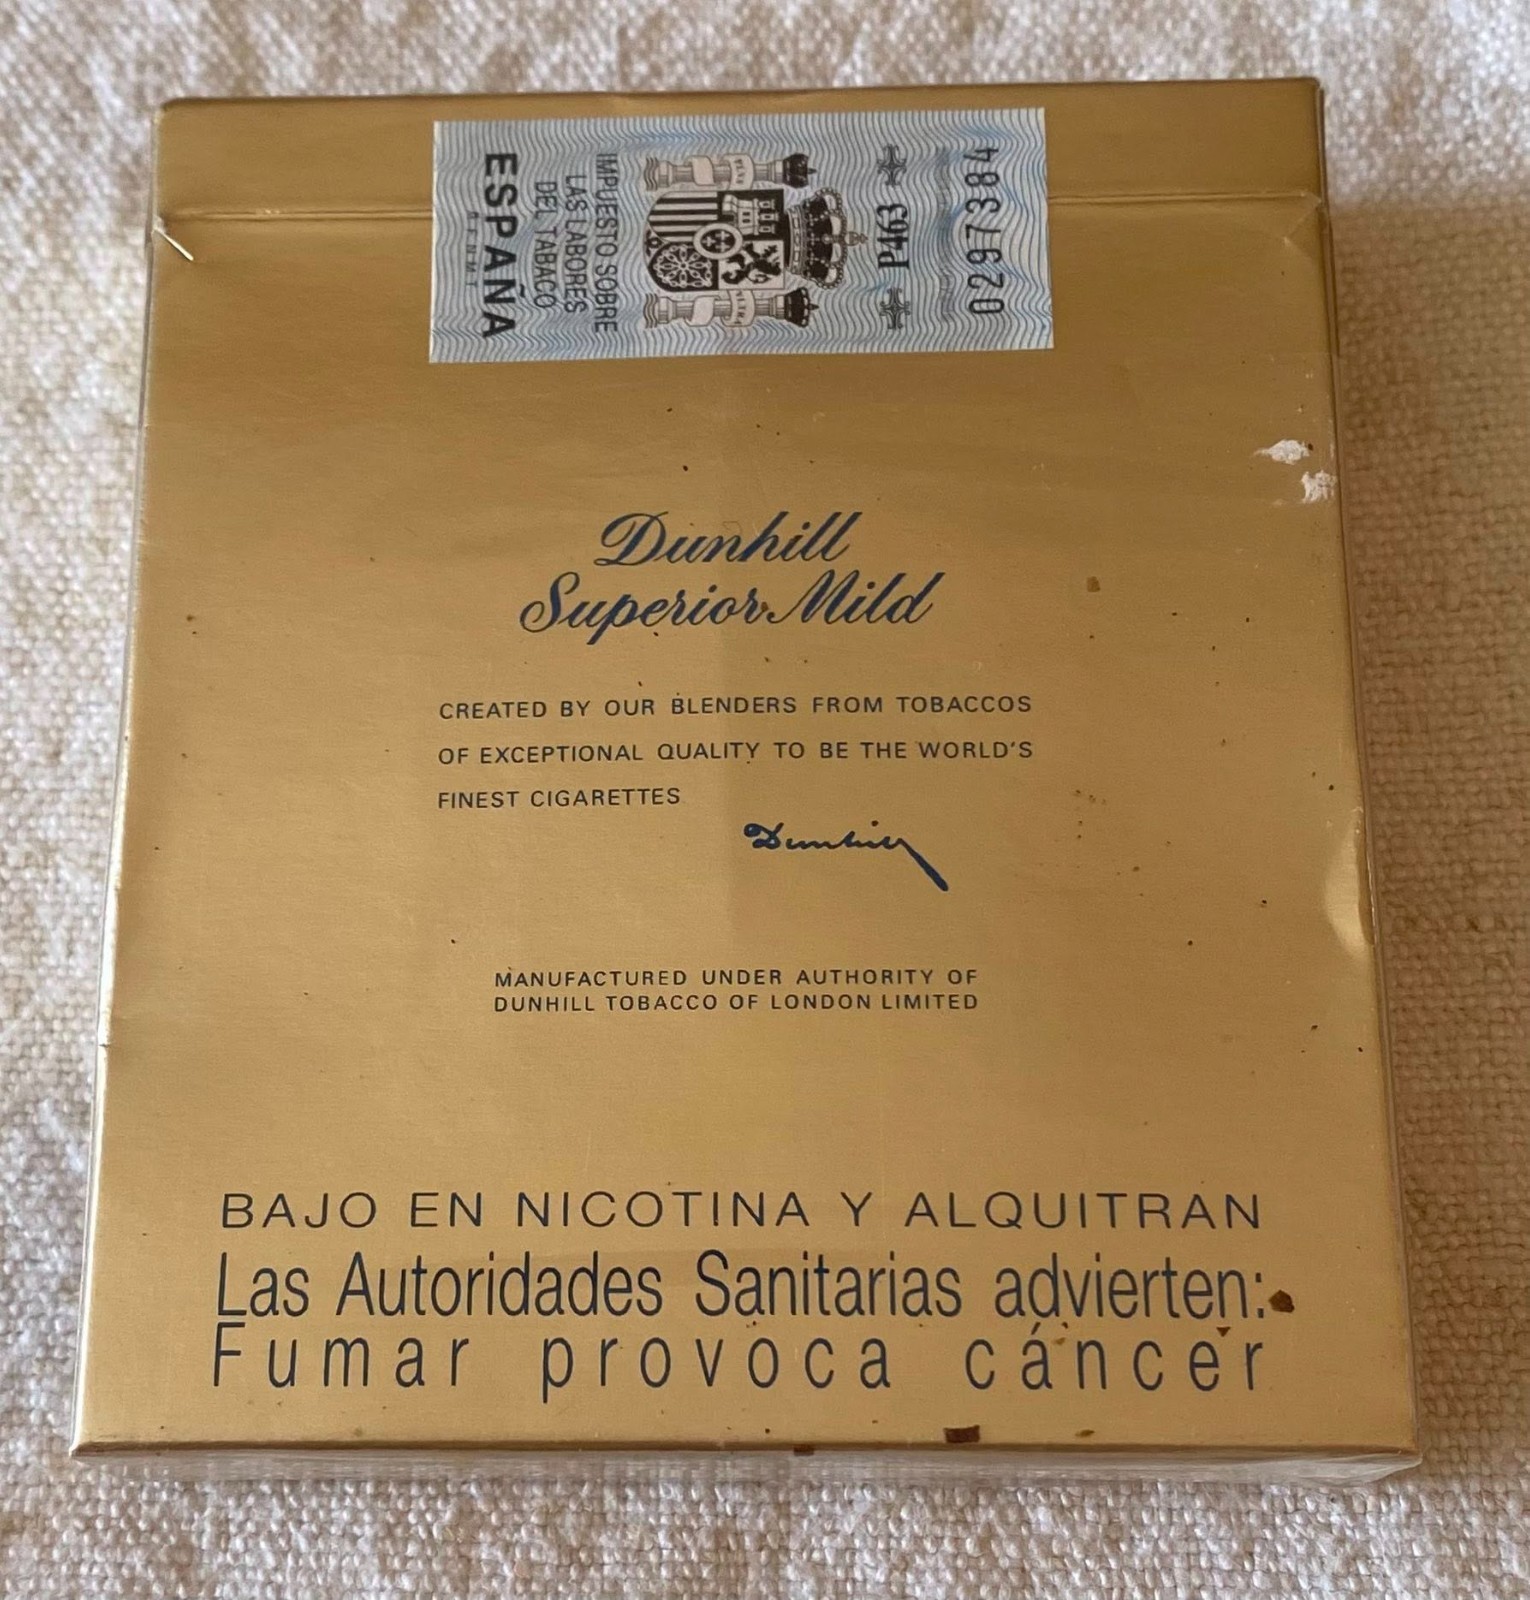 ESPAÑA
IMPUESTO SOBRE
LAS LABORES
DEL TABACO
P463
0297384
Dunhill
Superior Mild
CREATED BY OUR BLENDERS FROM TOBACCOS
OF EXCEPTIONAL QUALITY TO BE THE WORLD'S
FINEST CIGARETTES
Dunhill
MANUFACTURED UNDER AUTHORITY OF
DUNHILL TOBACCO OF LONDON LIMITED
BAJO EN NICOTINA Y ALQUITRAN
Las Autoridades Sanitarias advierten:
Fumar provoca cáncer